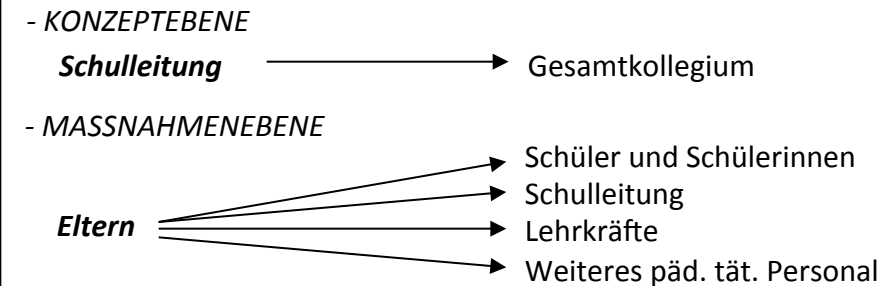 - KONZEPTEBENE
Schulleitung Gesamtkollegium
- MASSNAHMENEBENE
Schüler und Schülerinnen
Schulleitung
Eltern Lehrkräfte
Weiteres päd. tät. Personal